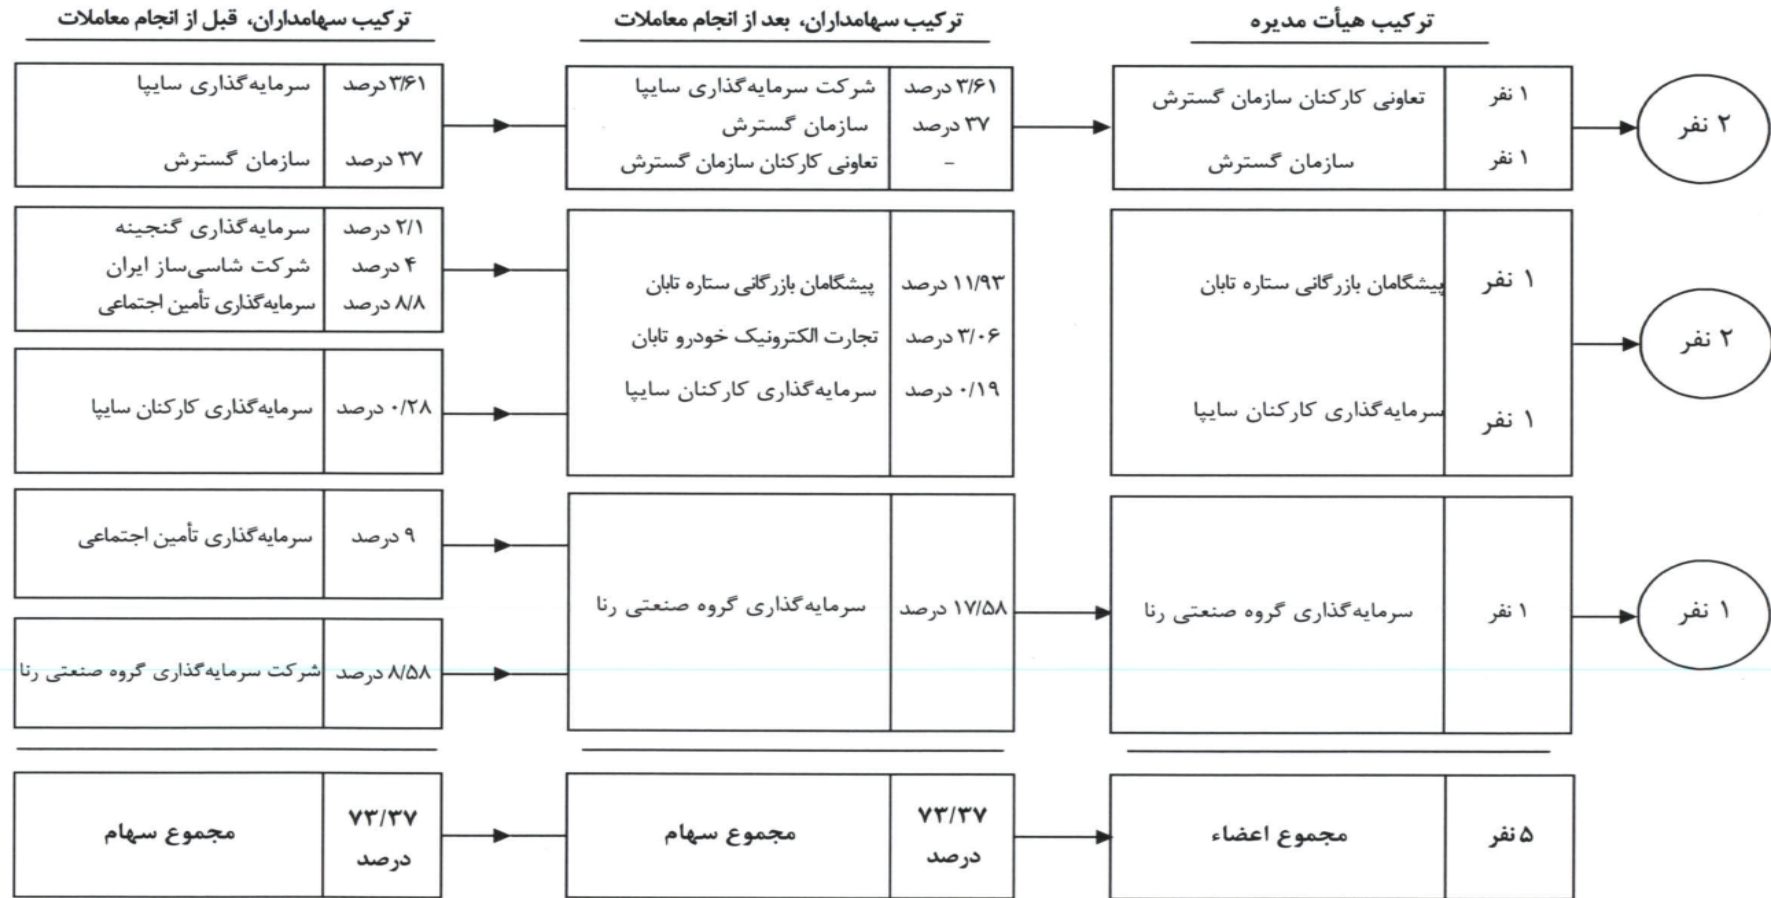 ترکیب سهامداران، قبل از انجام معاملات
۳/۶۱ درصد سرمایه‌گذاری سایپا
۳۷ درصد سازمان گسترش
۲/۱ درصد سرمایه‌گذاری گنجینه
۴ درصد شرکت شاسی‌ساز ایران
۸/۸ درصد سرمایه‌گذاری تأمین اجتماعی
۰/۲۸ درصد سرمایه‌گذاری کارکنان سایپا
۹ درصد سرمایه‌گذاری تأمین اجتماعی
۸/۵۸ درصد شرکت سرمایه‌گذاری گروه صنعتی رنا
۷۳/۳۷
درصد
مجموع سهام
ترکیب سهامداران، بعد از انجام معاملات
۳/۶۱ درصد شرکت سرمایه‌گذاری سایپا
۳۷ درصد سازمان گسترش
- تعاونی کارکنان سازمان گسترش
۱۱/۹۳ درصد پیشگامان بازرگانی ستاره تابان
۳/۰۶ درصد تجارت الکترونیک خودرو تابان
۰/۱۹ درصد سرمایه‌گذاری کارکنان سایپا
۱۷/۵۸ درصد سرمایه‌گذاری گروه صنعتی رنا
۷۳/۳۷
درصد
مجموع سهام
ترکیب هیأت مدیره
۱ نفر تعاونی کارکنان سازمان گسترش
۱ نفر سازمان گسترش
۲ نفر
۱ نفر پیشگامان بازرگانی ستاره تابان
۱ نفر سرمایه‌گذاری کارکنان سایپا
۲ نفر
۱ نفر سرمایه‌گذاری گروه صنعتی رنا
۱ نفر
۵ نفر مجموع اعضاء